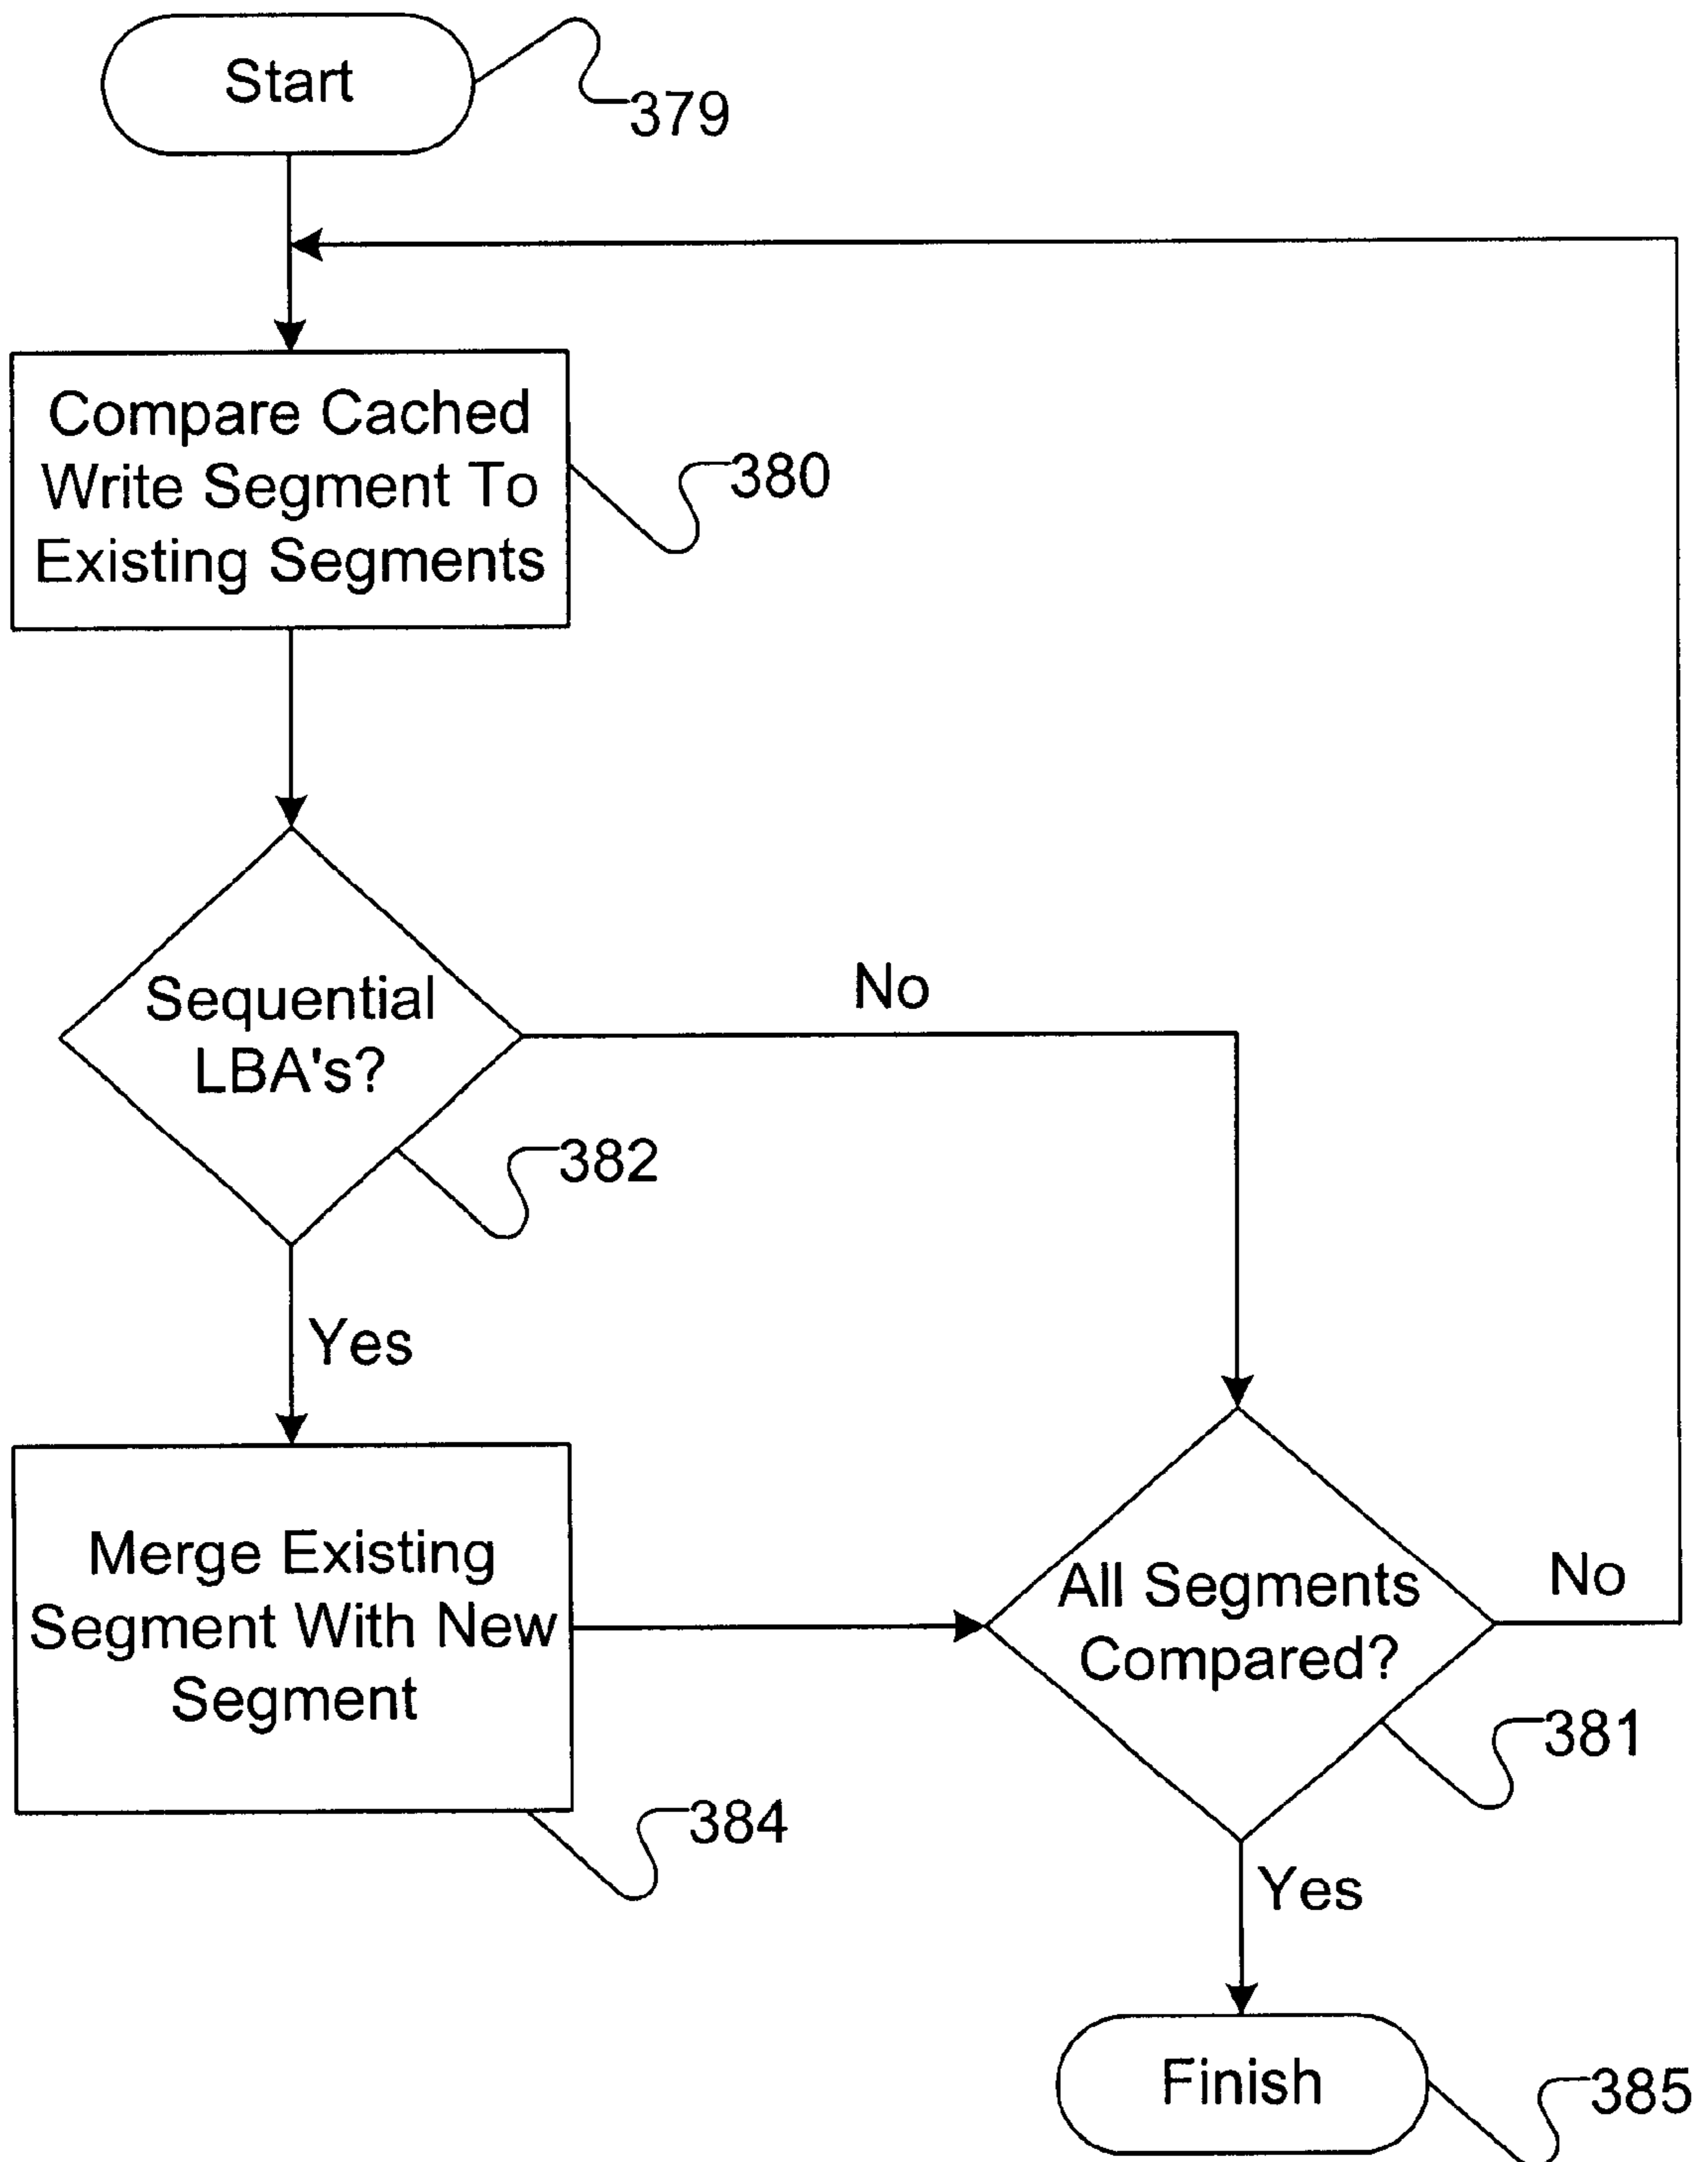 Start
379
Compare Cached
Write Segment To
Existing Segments
380
Sequential
LBA's?
No
382
Yes
Merge Existing
Segment With New
Segment
384
All Segments
Compared?
No
381
Yes
Finish
385